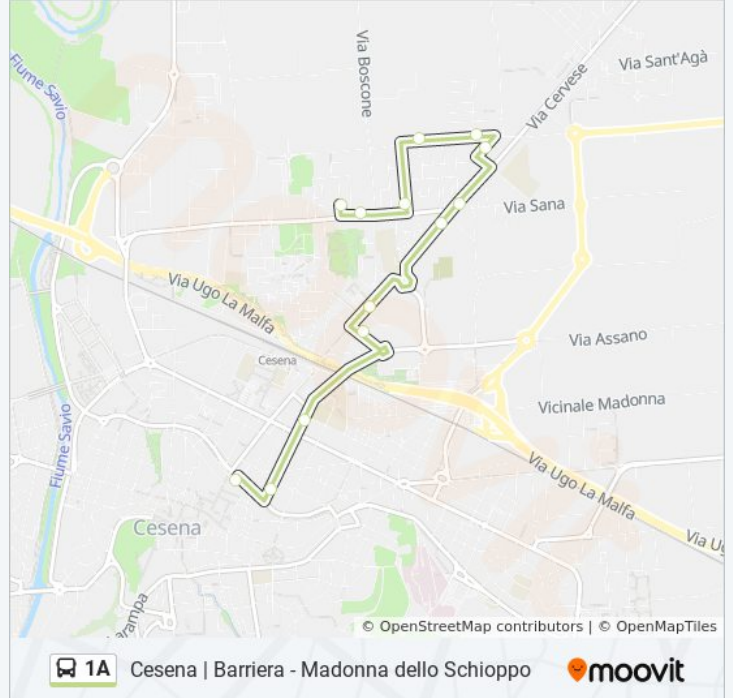 Fiume Savio
Via Boscone
Via Cervese
Via Sant'Agà
Via Sana
Via Ugo La Malfa
Via Assano
Cesena
Vicinale Madonna
Fiume Savio
Via Ugo La Malfa
Cesena
Via Ug
arampa
© OpenStreetMap contributors | © OpenMapTiles
1A Cesena | Barriera - Madonna dello Schioppo moovit